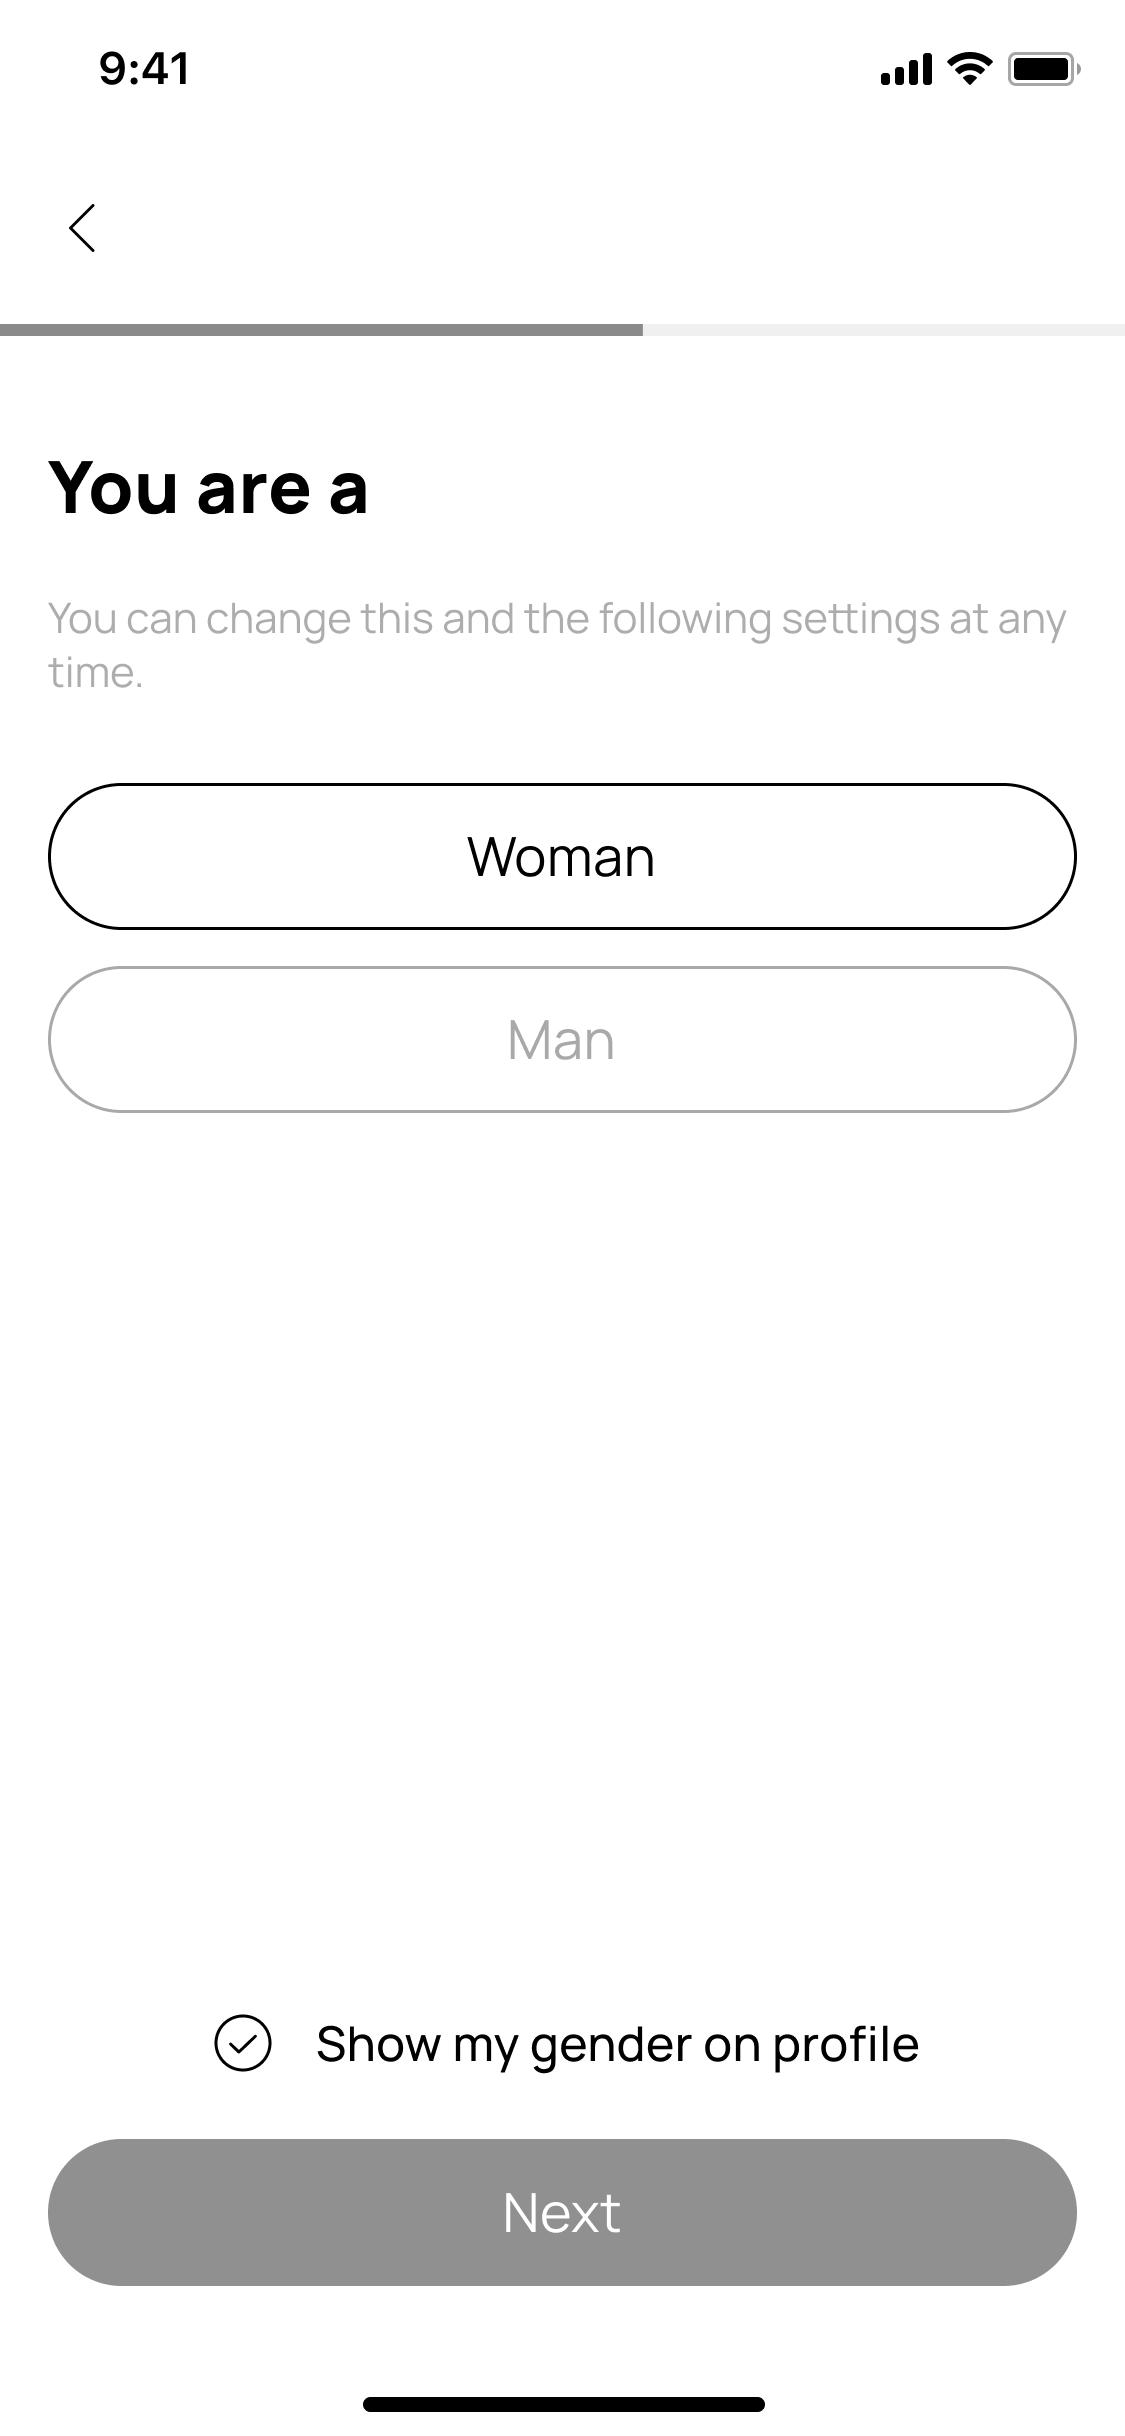 9:41
You are a
You can change this and the following settings at any
time.
Woman
Man
Show my gender on profile
Next